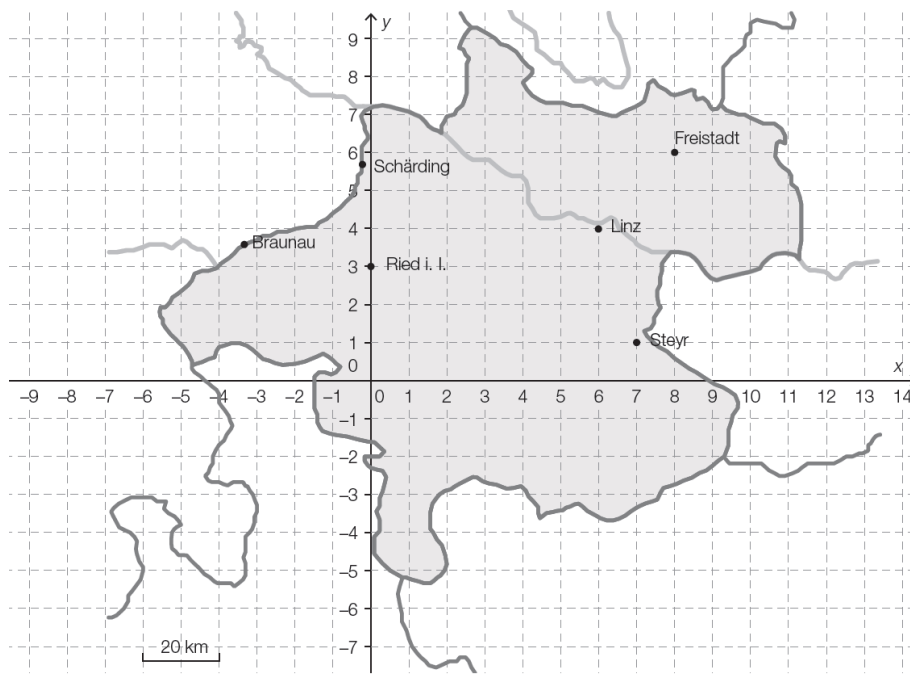 y
9
8
7
6
5
4
3
2
1
0
Freistadt
Schärding
Linz
Braunau
Ried i. I.
Steyr
x
–9 –8 –7 –6 –5 –4 –3 –2 –1 0 1 2 3 4 5 6 7 8 9 10 11 12 13 14
–1
–2
–3
–4
–5
–6
–7
20 km